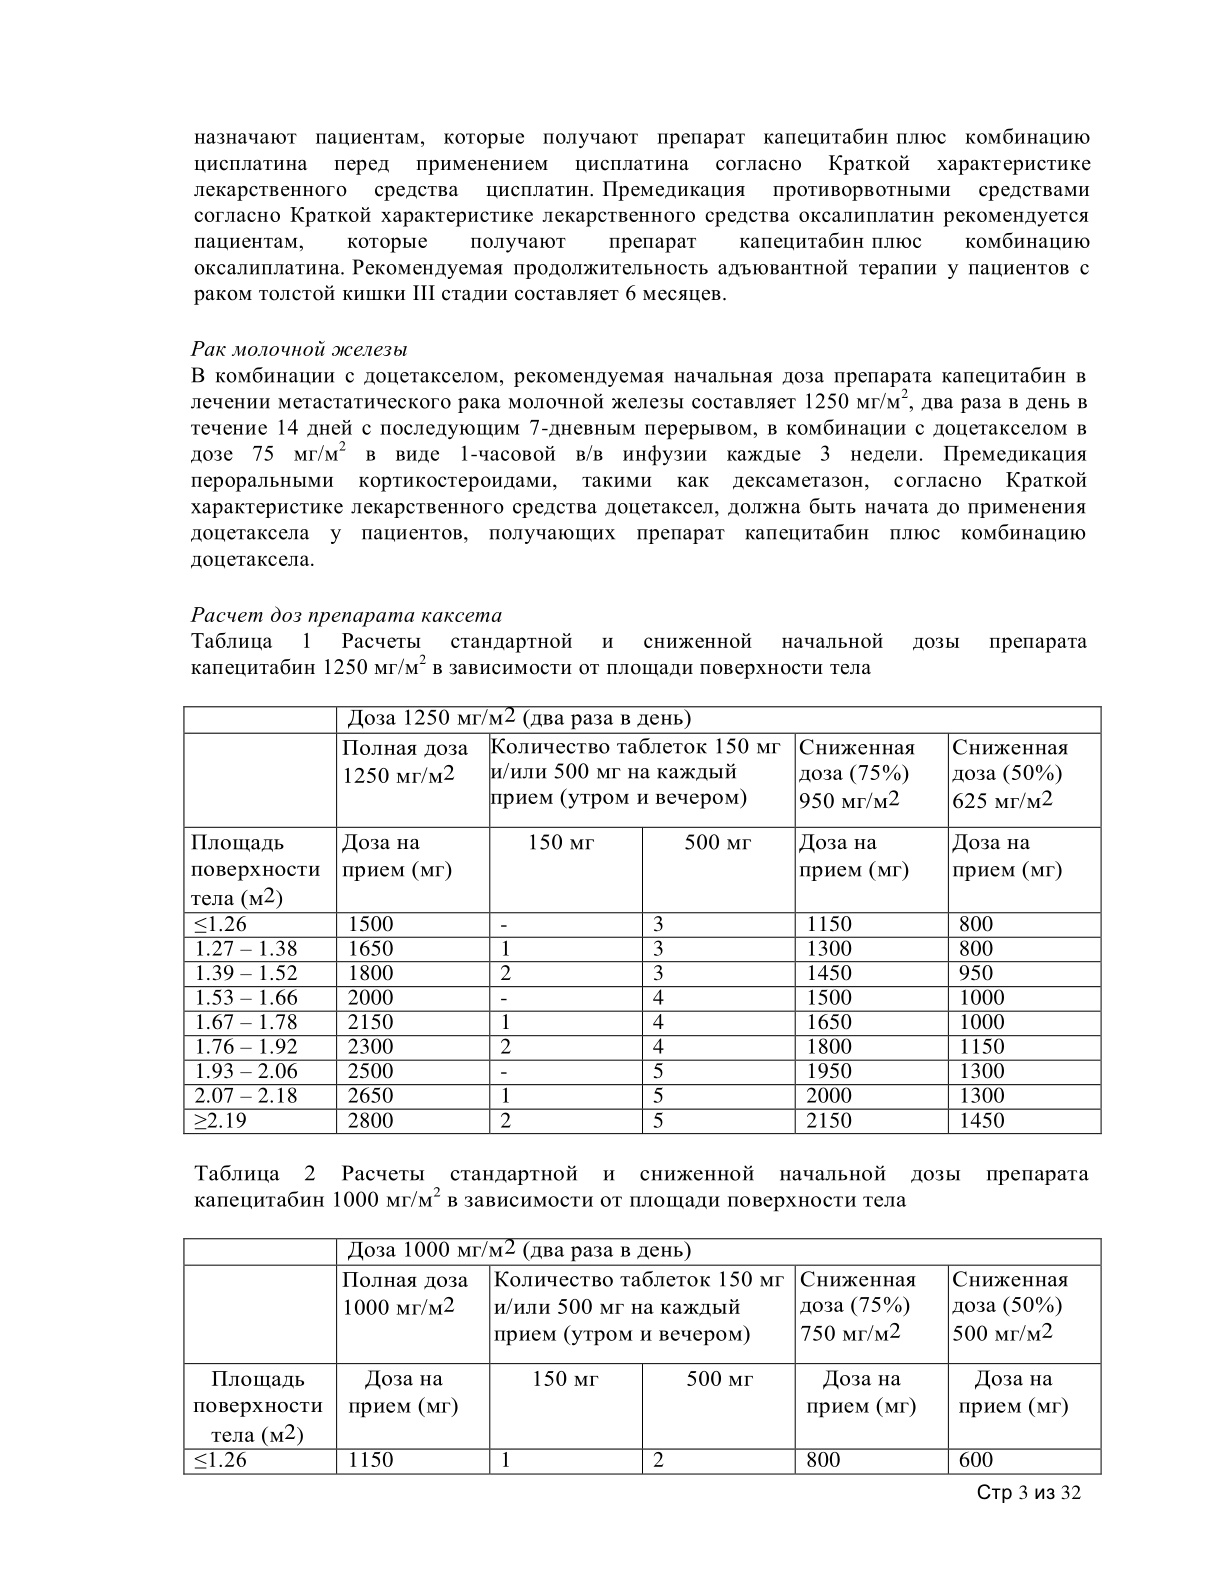 назначают пациентам, которые получают препарат капецитабин плюс комбинацию
цисплатина перед применением цисплатина согласно Краткой характеристике
лекарственного средства цисплатин. Премедикация противорвотными средствами
согласно Краткой характеристике лекарственного средства оксалиплатин рекомендуется
пациентам, которые получают препарат капецитабин плюс комбинацию
оксалиплатина. Рекомендуемая продолжительность адъювантной терапии у пациентов с
раком толстой кишки III стадии составляет 6 месяцев.
Рак молочной железы
В комбинации с доцетакселом, рекомендуемая начальная доза препарата капецитабин в
лечении метастатического рака молочной железы составляет 1250 мг/м², два раза в день в
течение 14 дней с последующим 7-дневным перерывом, в комбинации с доцетакселом в
дозе 75 мг/м² в виде 1-часовой в/в инфузии каждые 3 недели. Премедикация
пероральными кортикостероидами, такими как дексаметазон, согласно Краткой
характеристике лекарственного средства доцетаксел, должна быть начата до применения
доцетаксела у пациентов, получающих препарат капецитабин плюс комбинацию
доцетаксела.
Расчет доз препарата каксета
Таблица 1 Расчеты стандартной и сниженной начальной дозы препарата
капецитабин 1250 мг/м² в зависимости от площади поверхности тела
Доза 1250 мг/м2 (два раза в день)
Полная доза Количество таблеток 150 мг Сниженная Сниженная
1250 мг/м2 и/или 500 мг на каждый доза (75%) доза (50%)
прием (утром и вечером) 950 мг/м2 625 мг/м2
Площадь Доза на 150 мг 500 мг Доза на Доза на
поверхности прием (мг) прием (мг) прием (мг)
тела (м2)
≤1.26 1500 - 3 1150 800
1.27 – 1.38 1650 1 3 1300 800
1.39 – 1.52 1800 2 3 1450 950
1.53 – 1.66 2000 - 4 1500 1000
1.67 – 1.78 2150 1 4 1650 1000
1.76 – 1.92 2300 2 4 1800 1150
1.93 – 2.06 2500 - 5 1950 1300
2.07 – 2.18 2650 1 5 2000 1300
≥2.19 2800 2 5 2150 1450
Таблица 2 Расчеты стандартной и сниженной начальной дозы препарата
капецитабин 1000 мг/м² в зависимости от площади поверхности тела
Доза 1000 мг/м2 (два раза в день)
Полная доза Количество таблеток 150 мг Сниженная Сниженная
1000 мг/м2 и/или 500 мг на каждый доза (75%) доза (50%)
прием (утром и вечером) 750 мг/м2 500 мг/м2
Площадь Доза на 150 мг 500 мг Доза на Доза на
поверхности прием (мг) прием (мг) прием (мг)
тела (м2)
≤1.26 1150 1 2 800 600
Стр 3 из 32